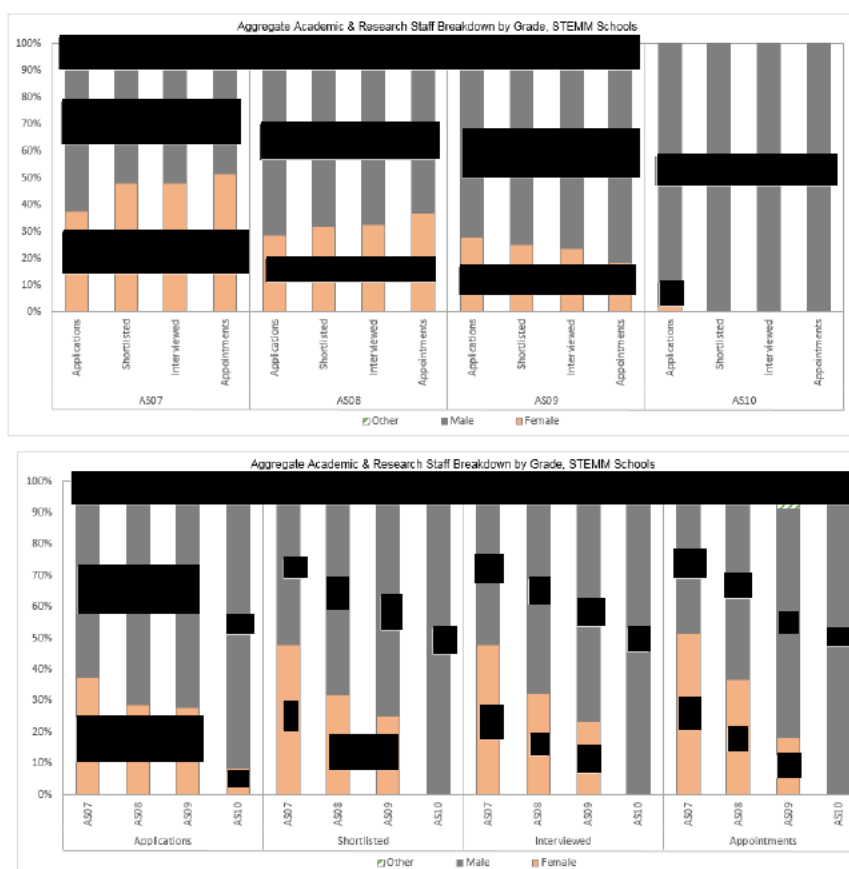 Aggregate Academic & Research Staff Breakdown by Grade, STEMM Schools
100%
90%
80%
70%
60%
50%
40%
30%
20%
10%
0%
Applications Shortlisted Interviewed Appointments Applications Shortlisted Interviewed Appointments Applications Shortlisted Interviewed Appointments Applications Shortlisted Interviewed Appointments
AS07 AS08 AS09 AS10
Other Male Female
Aggregate Academic & Research Staff Breakdown by Grade, STEMM Schools
100%
90%
80%
70%
60%
50%
40%
30%
20%
10%
0%
AS07 AS08 AS09 AS10 AS07 AS08 AS09 AS10 AS07 AS08 AS09 AS10 AS07 AS08 AS09 AS10
Applications Shortlisted Interviewed Appointments
Other Male Female